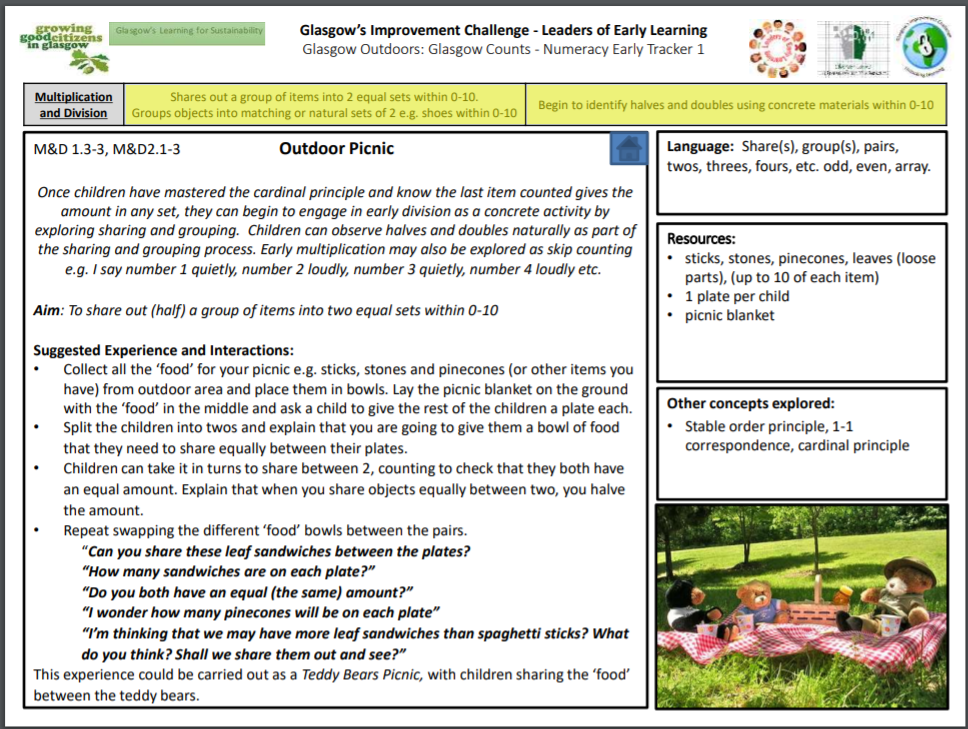 growing
goodcitizens
in glasgow
Glasgow's Learning for Sustainability
Glasgow's Improvement Challenge - Leaders of Early Learning
Glasgow Outdoors: Glasgow Counts - Numeracy Early Tracker 1
Multiplication
and Division
Shares out a group of items into 2 equal sets within 0-10.
Groups objects into matching or natural sets of 2 e.g. shoes within 0-10
Begin to identify halves and doubles using concrete materials within 0-10
M&D 1.3-3, M&D2.1-3
Outdoor Picnic
Once children have mastered the cardinal principle and know the last item counted gives the
amount in any set, they can begin to engage in early division as a concrete activity by
exploring sharing and grouping. Children can observe halves and doubles naturally as part of
the sharing and grouping process. Early multiplication may also be explored as skip counting
e.g. I say number 1 quietly, number 2 loudly, number 3 quietly, number 4 loudly etc.
Aim: To share out (half) a group of items into two equal sets within 0-10
Suggested Experience and Interactions:
• Collect all the 'food' for your picnic e.g. sticks, stones and pinecones (or other items you
have) from outdoor area and place them in bowls. Lay the picnic blanket on the ground
with the 'food' in the middle and ask a child to give the rest of the children a plate each.
• Split the children into twos and explain that you are going to give them a bowl of food
that they need to share equally between their plates.
• Children can take it in turns to share between 2, counting to check that they both have
an equal amount. Explain that when you share objects equally between two, you halve
the amount.
• Repeat swapping the different 'food' bowls between the pairs.
"Can you share these leaf sandwiches between the plates?
"How many sandwiches are on each plate?"
"Do you both have an equal (the same) amount?"
"I wonder how many pinecones will be on each plate"
"I'm thinking that we may have more leaf sandwiches than spaghetti sticks? What
do you think? Shall we share them out and see?"
This experience could be carried out as a Teddy Bears Picnic, with children sharing the 'food'
between the teddy bears.
Language: Share(s), group(s), pairs,
twos, threes, fours, etc. odd, even, array.
Resources:
• sticks, stones, pinecones, leaves (loose
parts), (up to 10 of each item)
• 1 plate per child
• picnic blanket
Other concepts explored:
• Stable order principle, 1-1
correspondence, cardinal principle